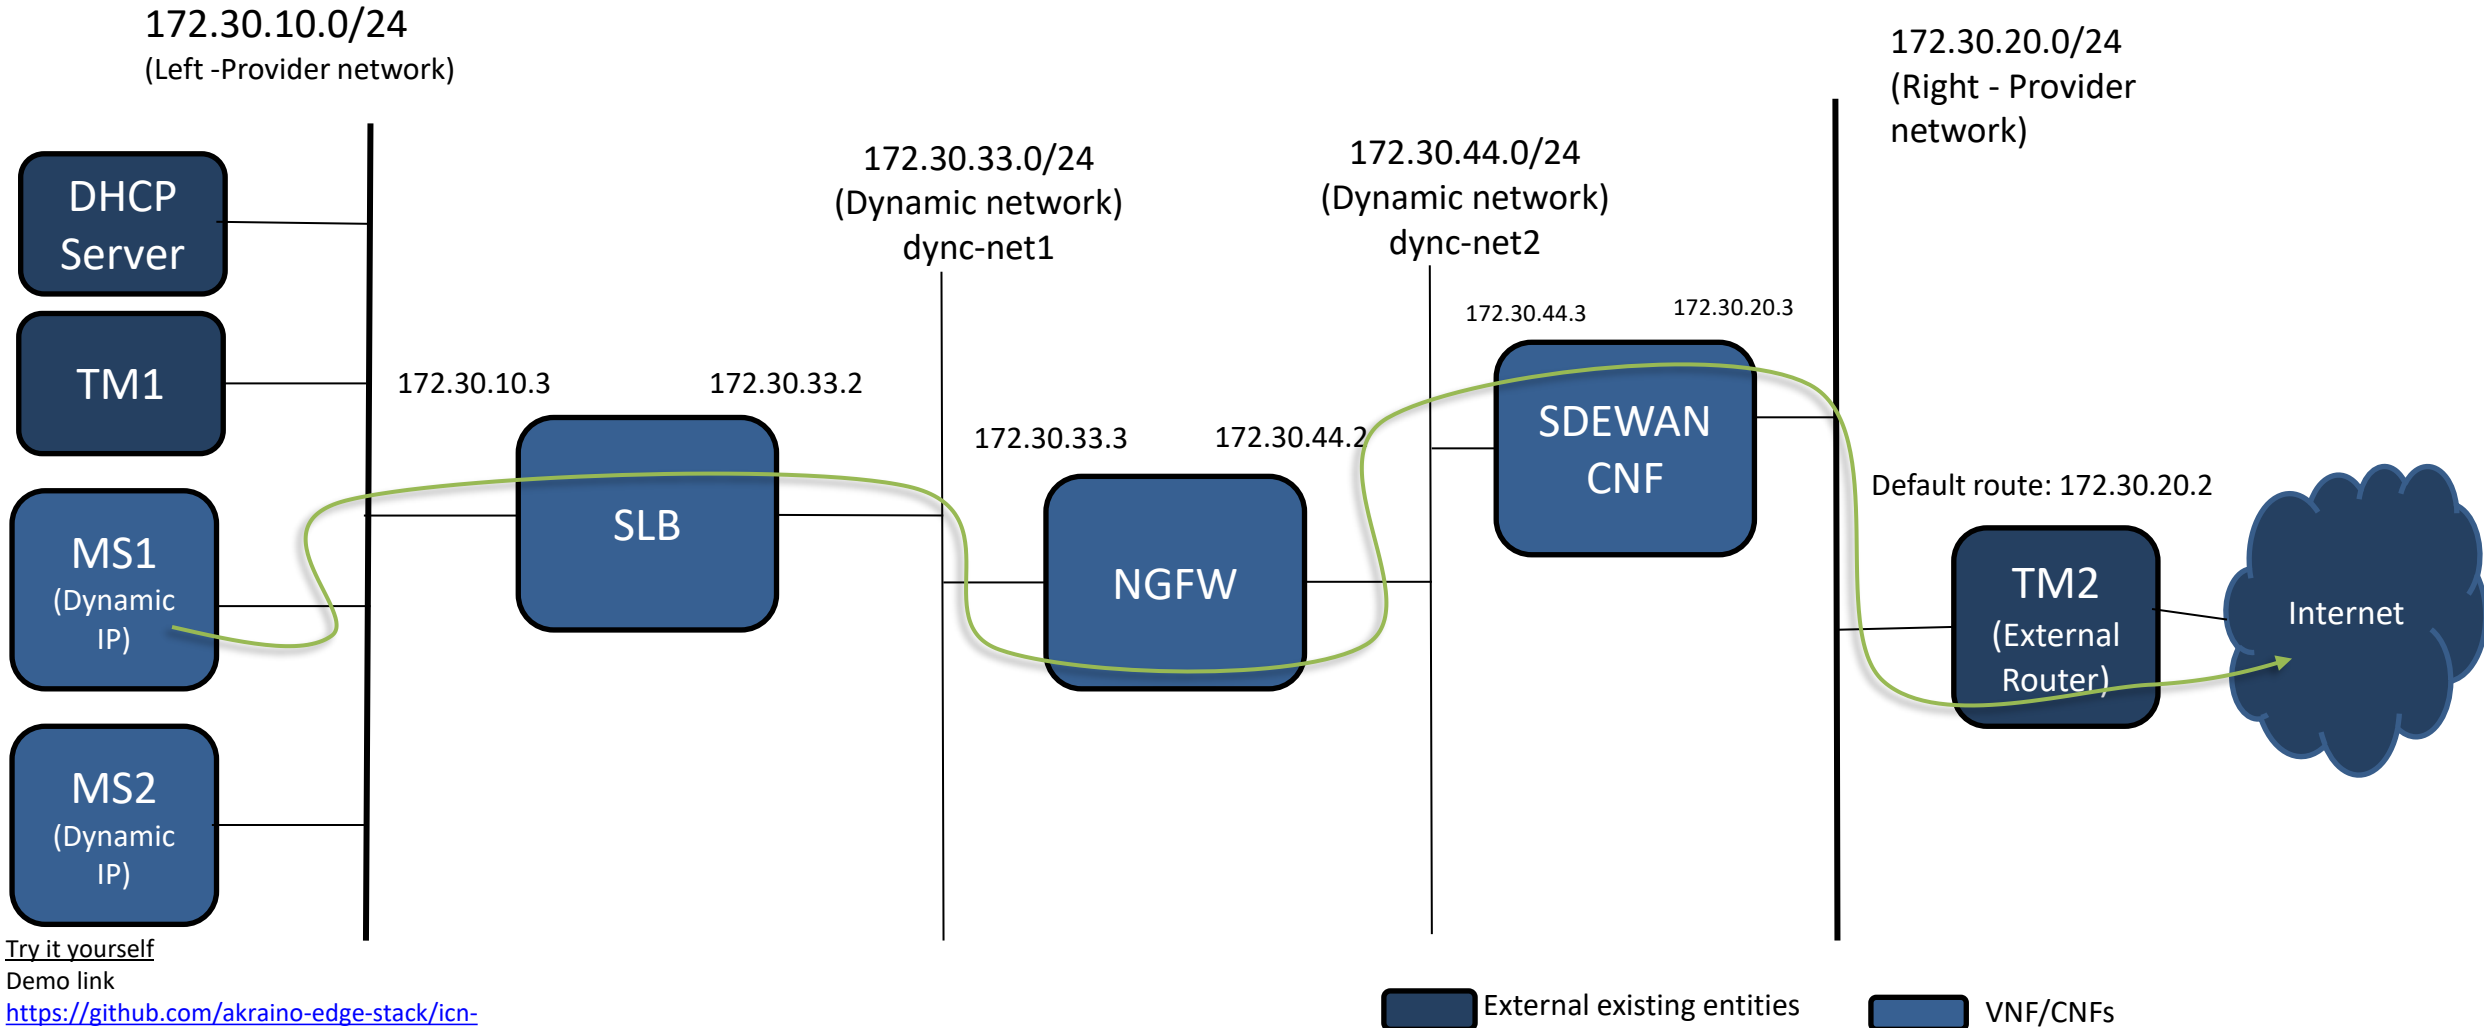 172.30.10.0/24
(Left -Provider network)
172.30.20.0/24
(Right - Provider
network)
172.30.33.0/24
(Dynamic network)
dync-net1
172.30.44.0/24
(Dynamic network)
dync-net2
DHCP
Server
TM1
MS1
(Dynamic
IP)
MS2
(Dynamic
IP)
172.30.10.3
172.30.33.2
SLB
172.30.33.3
172.30.44.2
NGFW
172.30.44.3
172.30.20.3
SDEWAN
CNF
Default route: 172.30.20.2
TM2
(External
Router)
Internet
Try it yourself
Demo link
https://github.com/akraino-edge-stack/icn-
External existing entities
VNF/CNFs